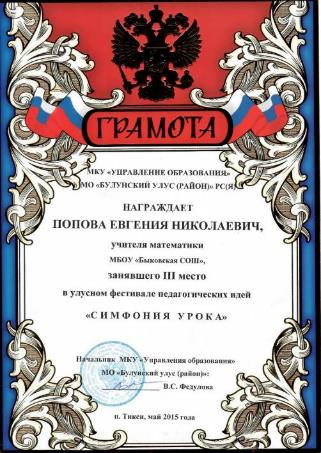 ГРАМОТА
МКУ «УПРАВЛЕНИЕ ОБРАЗОВАНИЯ»
МО «БУЛУНСКИЙ УЛУС (РАЙОН)» РС(Я)
НАГРАЖДАЕТ
ПОПОВА ЕВГЕНИЯ НИКОЛАЕВИЧ,
учителя математики
МБОУ «Быковская СОШ»,
занявшего III место
в улусном фестивале педагогических идей
«СИМФОНИЯ УРОКА»
Начальник МКУ «Управления образования»
МО «Булунский улус (район)»:
В.С. Федулова
п. Тикси, май 2015 года